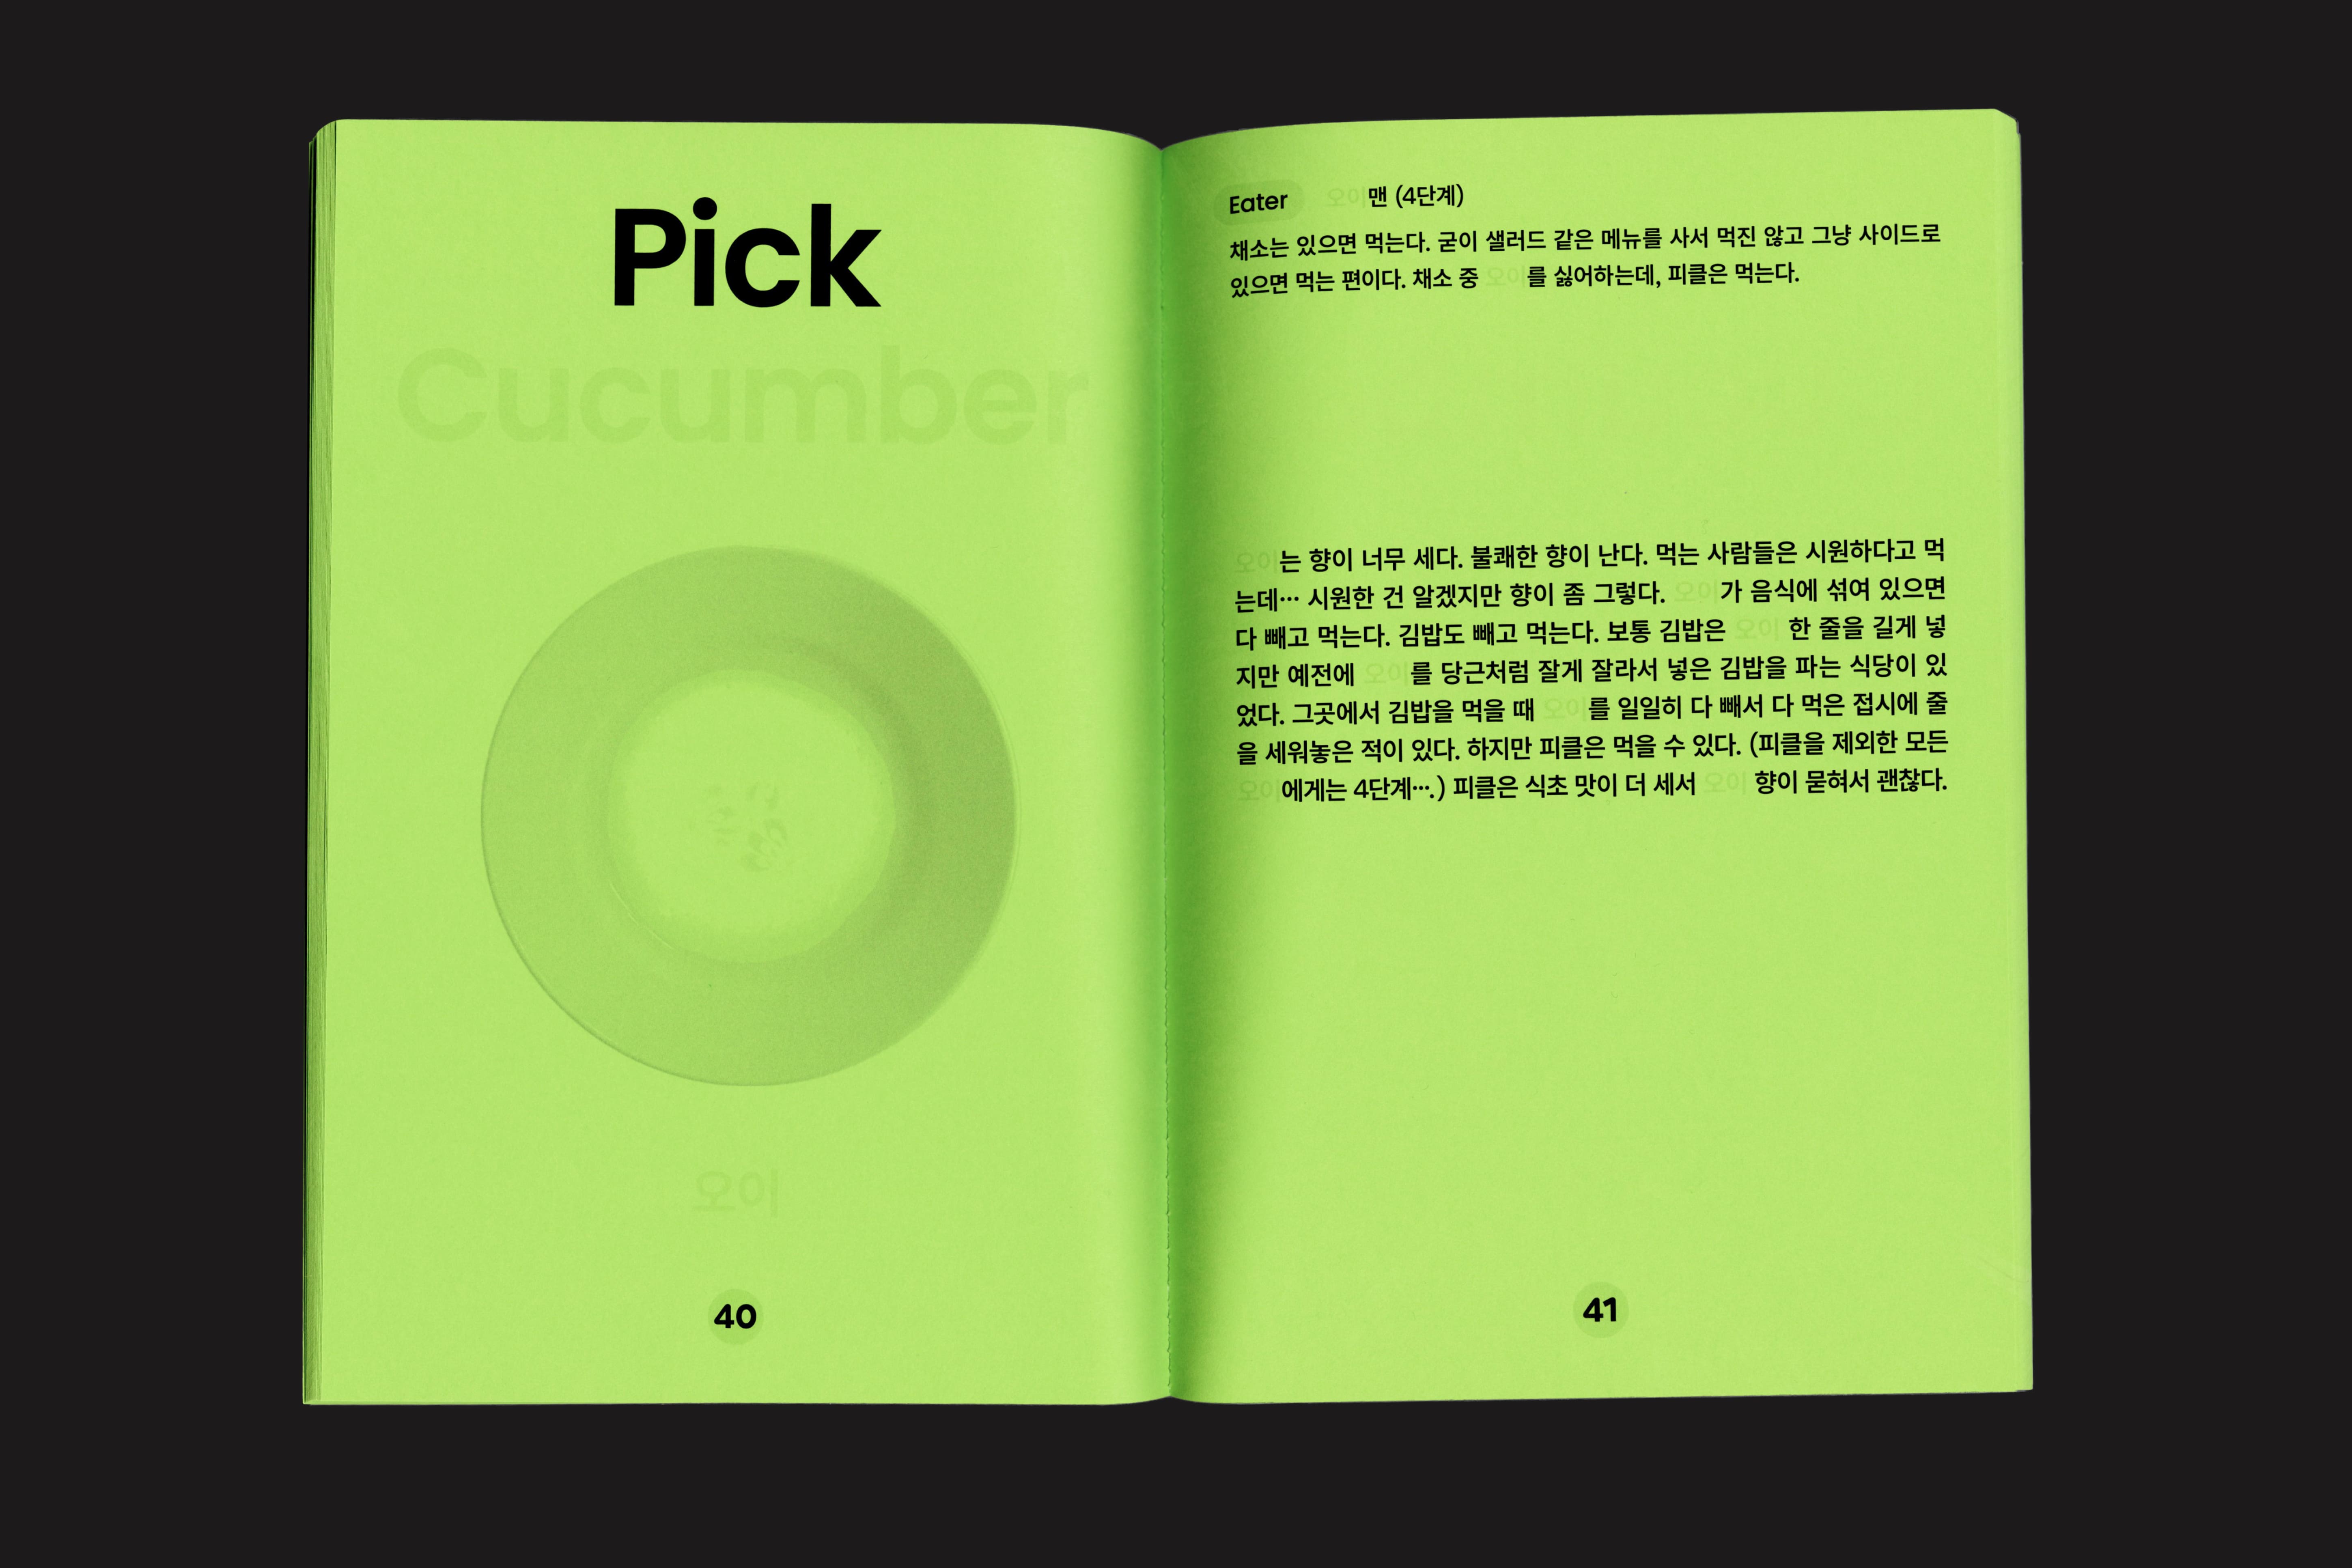 Pick
Cucumber
오이
40
Eater 오이맨 (4단계)
채소는 있으면 먹는다. 굳이 샐러드 같은 메뉴를 사서 먹진 않고 그냥 사이드로
있으면 먹는 편이다. 채소 중 오이를 싫어하는데, 피클은 먹는다.
오이는 향이 너무 세다. 불쾌한 향이 난다. 먹는 사람들은 시원하다고 먹
는데… 시원한 건 알겠지만 향이 좀 그렇다. 오이가 음식에 섞여 있으면
다 빼고 먹는다. 김밥도 빼고 먹는다. 보통 김밥은 오이 한 줄을 길게 넣
지만 예전에 오이를 당근처럼 잘게 잘라서 넣은 김밥을 파는 식당이 있
었다. 그곳에서 김밥을 먹을 때 오이를 일일히 다 빼서 다 먹은 접시에 줄
을 세워놓은 적이 있다. 하지만 피클은 먹을 수 있다. (피클을 제외한 모든
오이에게는 4단계….) 피클은 식초 맛이 더 세서 오이 향이 묻혀서 괜찮다.
41